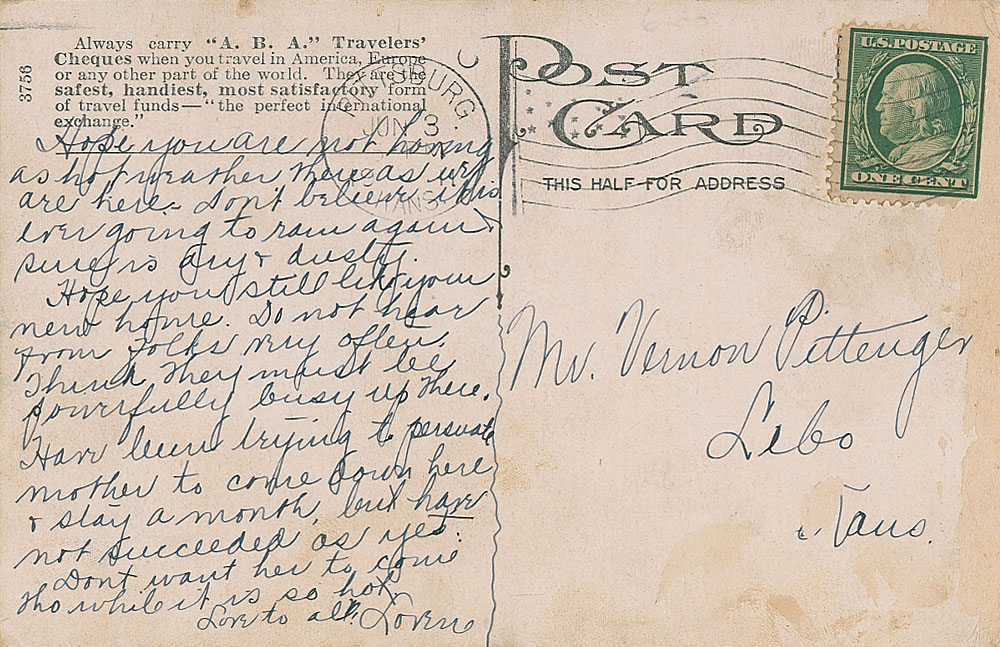 Always carry "A. B. A." Travelers'
Cheques when you travel in America, Europe
or any other part of the world. They are the
safest, handiest, most satisfactory form
of travel funds—"the perfect international
exchange."
3756
Hope you are not having
as hot weather there as we
are here. Don't believe it is
ever going to rain again &
sure is dry & dusty.
Hope you still like your
new home. Do not hear
from folks very often.
Think they must be
powerfully busy up there.
Have been trying to persuade
mother to come down here
& stay a month, but have
not succeeded as yet.
Dont want her to come
tho while it is so hot.
Love to all. Loren
BURG
JUN 3
POST
CARD
THIS HALF FOR ADDRESS
U.S. POSTAGE
ONE CENT
Mr. Vernon Pittenger
Lebo
Kans.